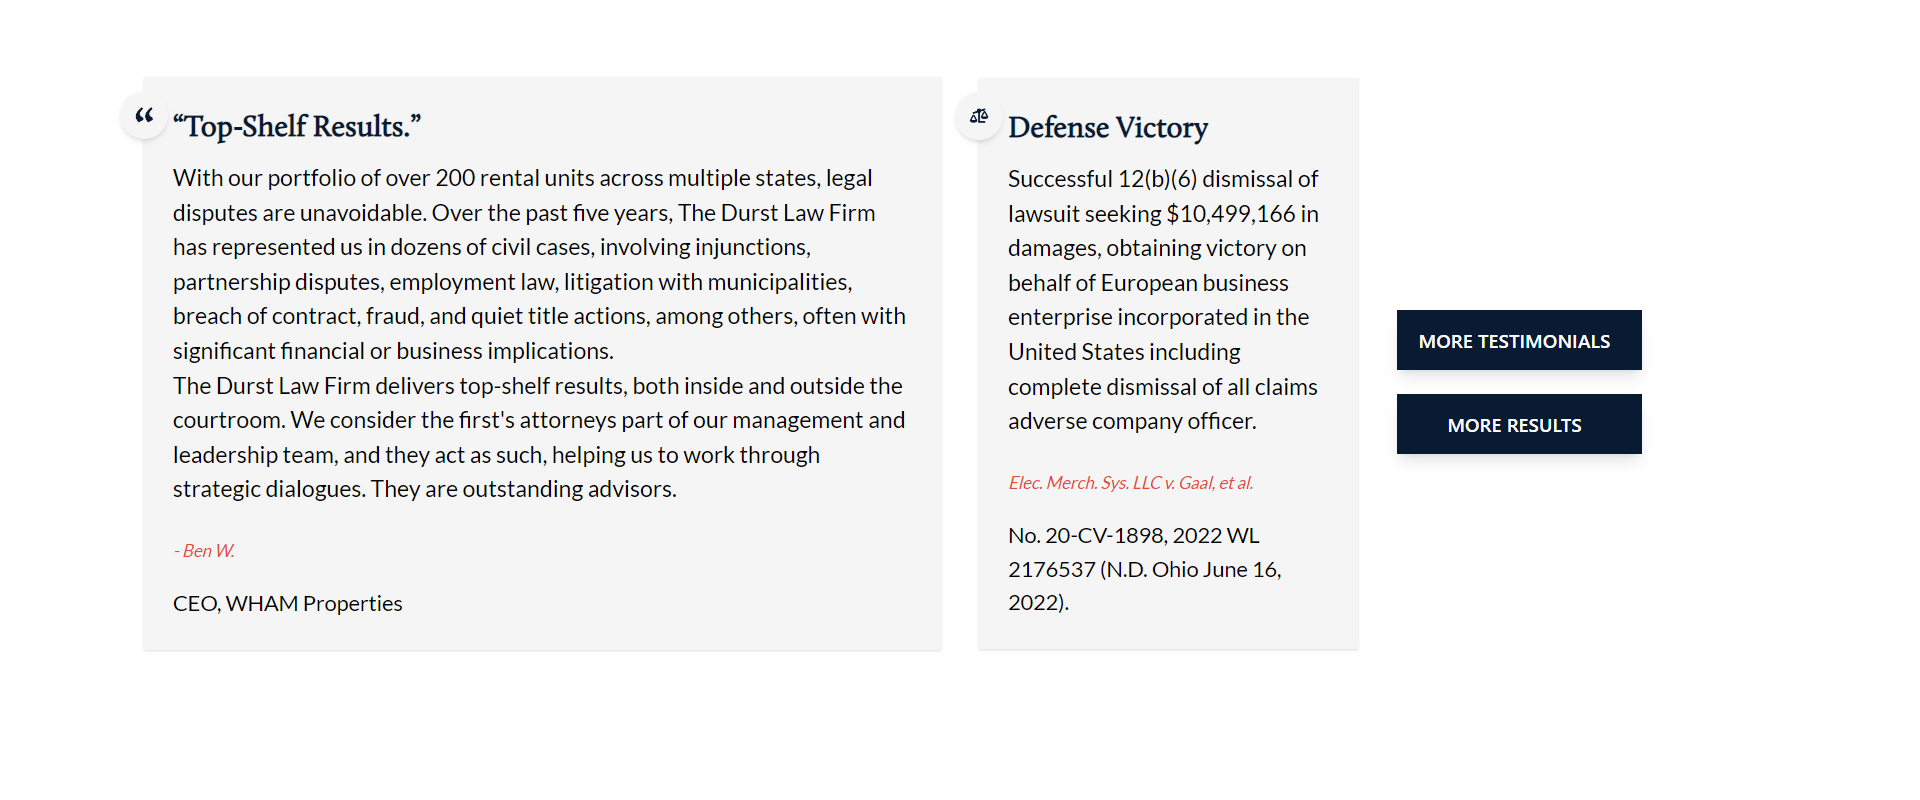 “Top-Shelf Results.”
With our portfolio of over 200 rental units across multiple states, legal
disputes are unavoidable. Over the past five years, The Durst Law Firm
has represented us in dozens of civil cases, involving injunctions,
partnership disputes, employment law, litigation with municipalities,
breach of contract, fraud, and quiet title actions, among others, often with
significant financial or business implications.
The Durst Law Firm delivers top-shelf results, both inside and outside the
courtroom. We consider the first's attorneys part of our management and
leadership team, and they act as such, helping us to work through
strategic dialogues. They are outstanding advisors.
- Ben W.
CEO, WHAM Properties
Defense Victory
Successful 12(b)(6) dismissal of
lawsuit seeking $10,499,166 in
damages, obtaining victory on
behalf of European business
enterprise incorporated in the
United States including
complete dismissal of all claims
adverse company officer.
Elec. Merch. Sys. LLC v. Gaal, et al.
No. 20-CV-1898, 2022 WL
2176537 (N.D. Ohio June 16,
2022).
MORE TESTIMONIALS
MORE RESULTS